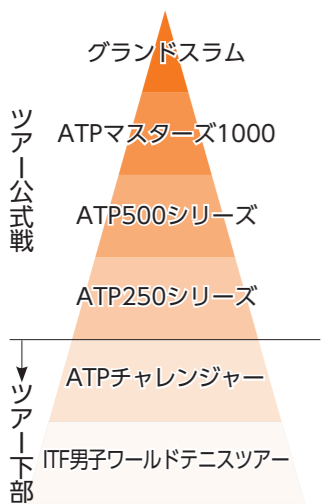 グランドスラム
ATPマスターズ1000
ATP500シリーズ
ATP250シリーズ
ツアー公式戦
ATPチャレンジャー
ITF男子ワールドテニスツアー
ツアー下部